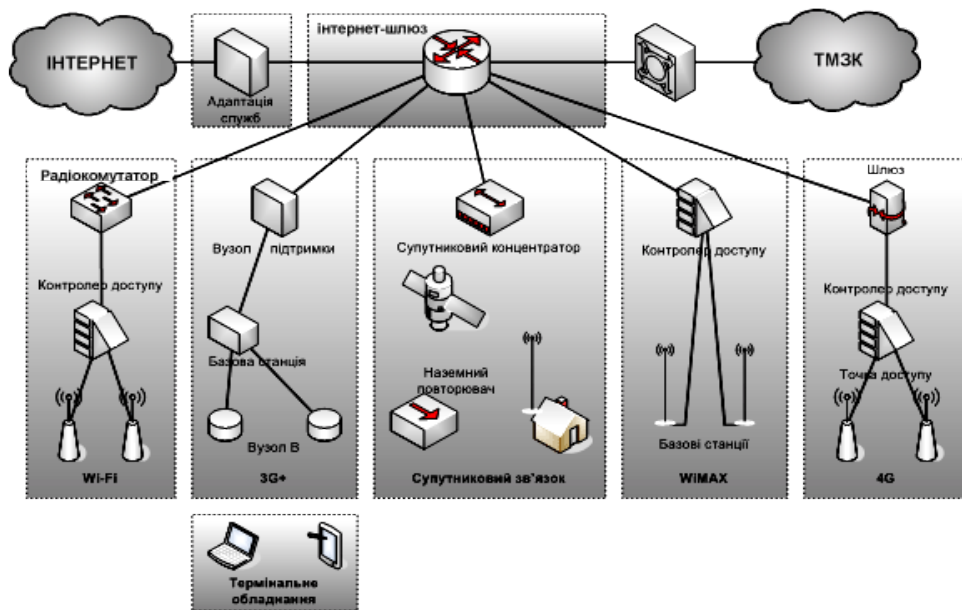 ІНТЕРНЕТ
Адаптація
служб
інтернет-шлюз
ТМЗК
Радіокомутатор
Контролер доступу
Wi-Fi
Вузол підтримки
Базова станція
Вузол В
3G+
Супутниковий концентратор
Наземний
повторювач
Супутниковий зв'язок
Контролер доступу
Базові станції
WiMAX
Шлюз
Контролер доступу
Точка доступу
4G
Термінальне
обладнання